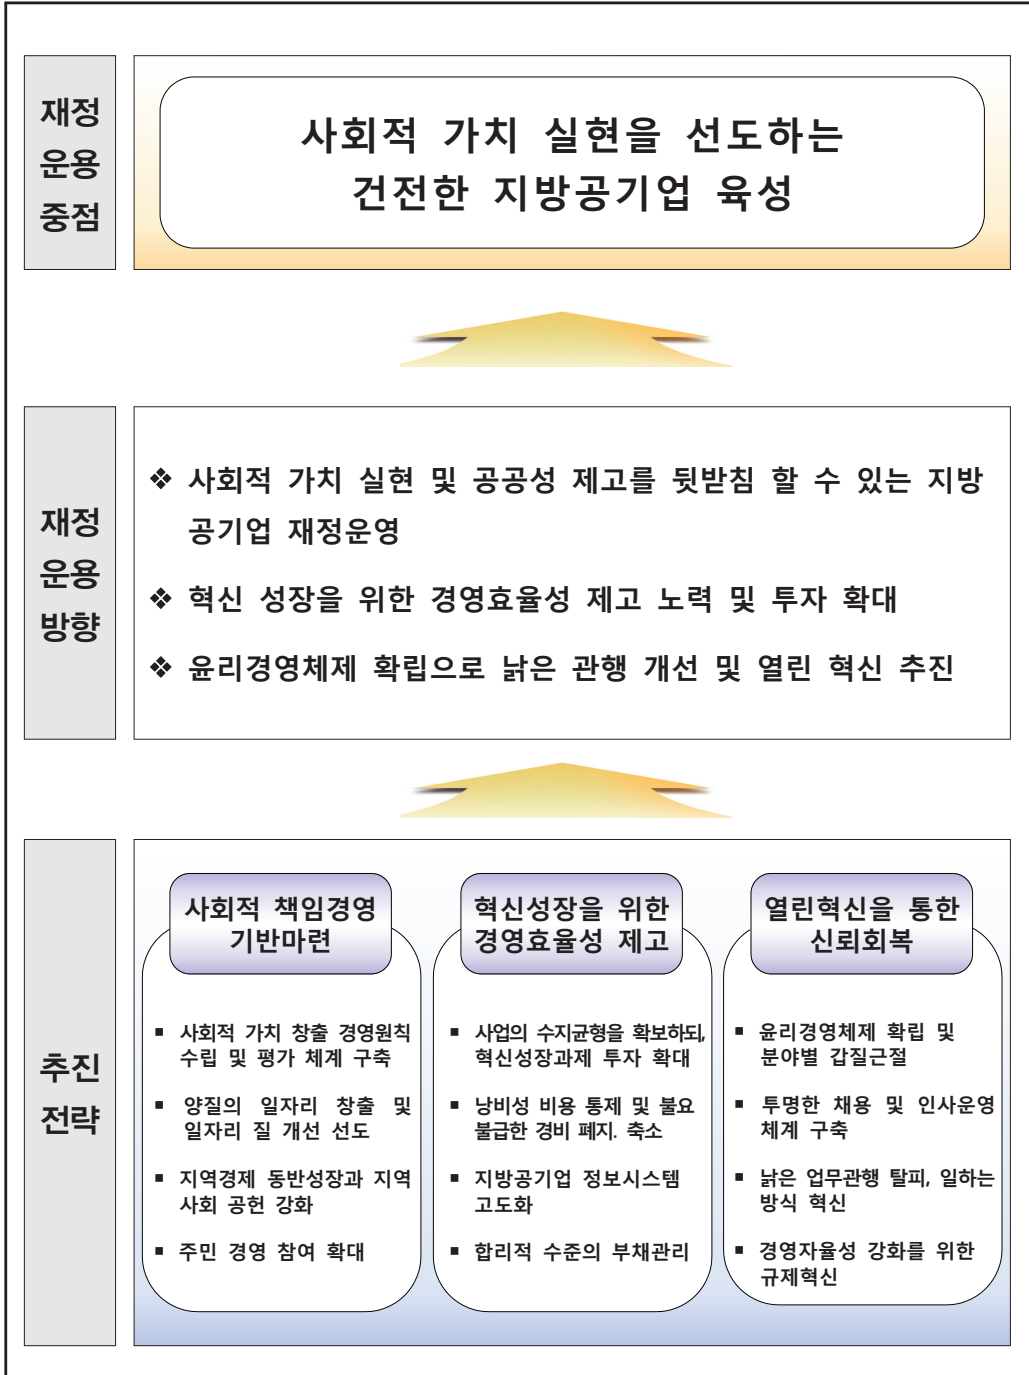 재정
운용
중점
사회적 가치 실현을 선도하는
건전한 지방공기업 육성
재정
운용
방향
❖ 사회적 가치 실현 및 공공성 제고를 뒷받침 할 수 있는 지방
공기업 재정운영
❖ 혁신 성장을 위한 경영효율성 제고 노력 및 투자 확대
❖ 윤리경영체제 확립으로 낡은 관행 개선 및 열린 혁신 추진
추진
전략
사회적 책임경영
기반마련
▪ 사회적 가치 창출 경영원칙
수립 및 평가 체계 구축
▪ 양질의 일자리 창출 및
일자리 질 개선 선도
▪ 지역경제 동반성장과 지역
사회 공헌 강화
▪ 주민 경영 참여 확대
혁신성장을 위한
경영효율성 제고
▪ 사업의 수지균형을 확보하되,
혁신성장과제 투자 확대
▪ 낭비성 비용 통제 및 불요
불급한 경비 폐지. 축소
▪ 지방공기업 정보시스템
고도화
▪ 합리적 수준의 부채관리
열린혁신을 통한
신뢰회복
▪ 윤리경영체제 확립 및
분야별 갑질근절
▪ 투명한 채용 및 인사운영
체계 구축
▪ 낡은 업무관행 탈피, 일하는
방식 혁신
▪ 경영자율성 강화를 위한
규제혁신